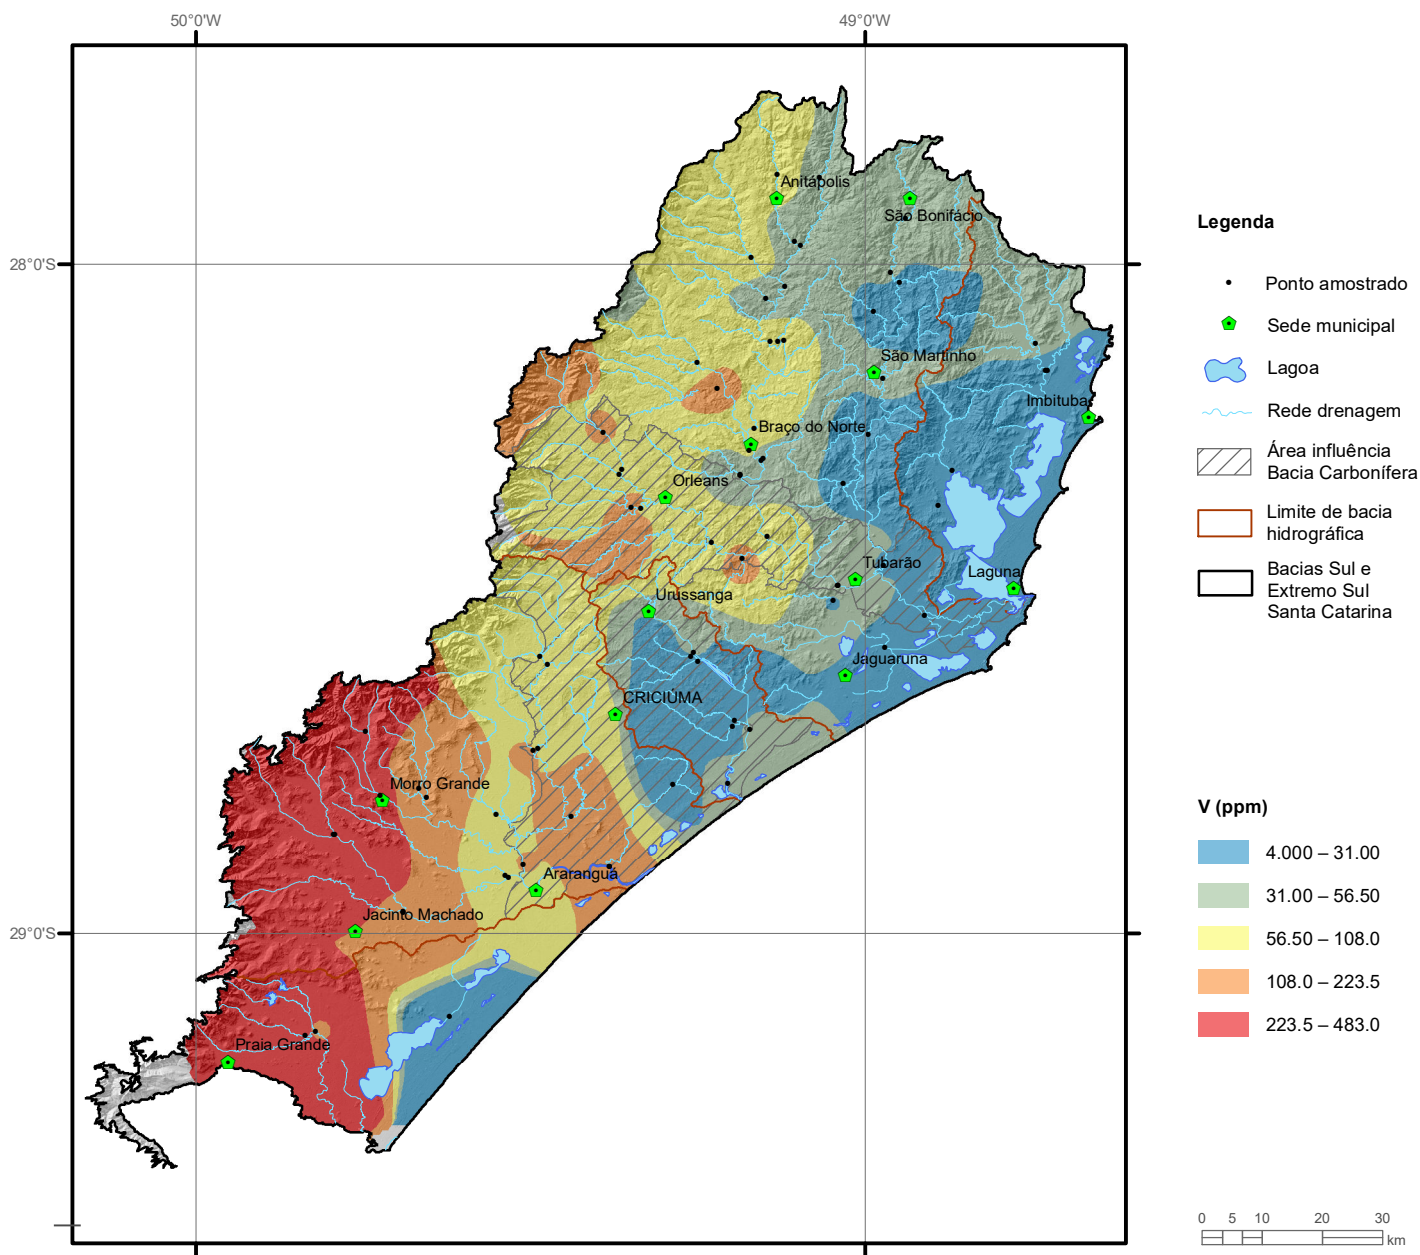 50°0'W
49°0'W
28°0'S
29°0'S
Anitápolis
São Bonifácio
São Martinho
Imbituba
Braço do Norte
Orleans
Tubarão
Laguna
Urussanga
Jaguaruna
CRICIÚMA
Morro Grande
Araranguá
Jacinto Machado
Praia Grande
Legenda
Ponto amostrado
Sede municipal
Lagoa
Rede drenagem
Área influência
Bacia Carbonífera
Limite de bacia
hidrográfica
Bacias Sul e
Extremo Sul
Santa Catarina
V (ppm)
4.000 – 31.00
31.00 – 56.50
56.50 – 108.0
108.0 – 223.5
223.5 – 483.0
0 5 10 20 30
km